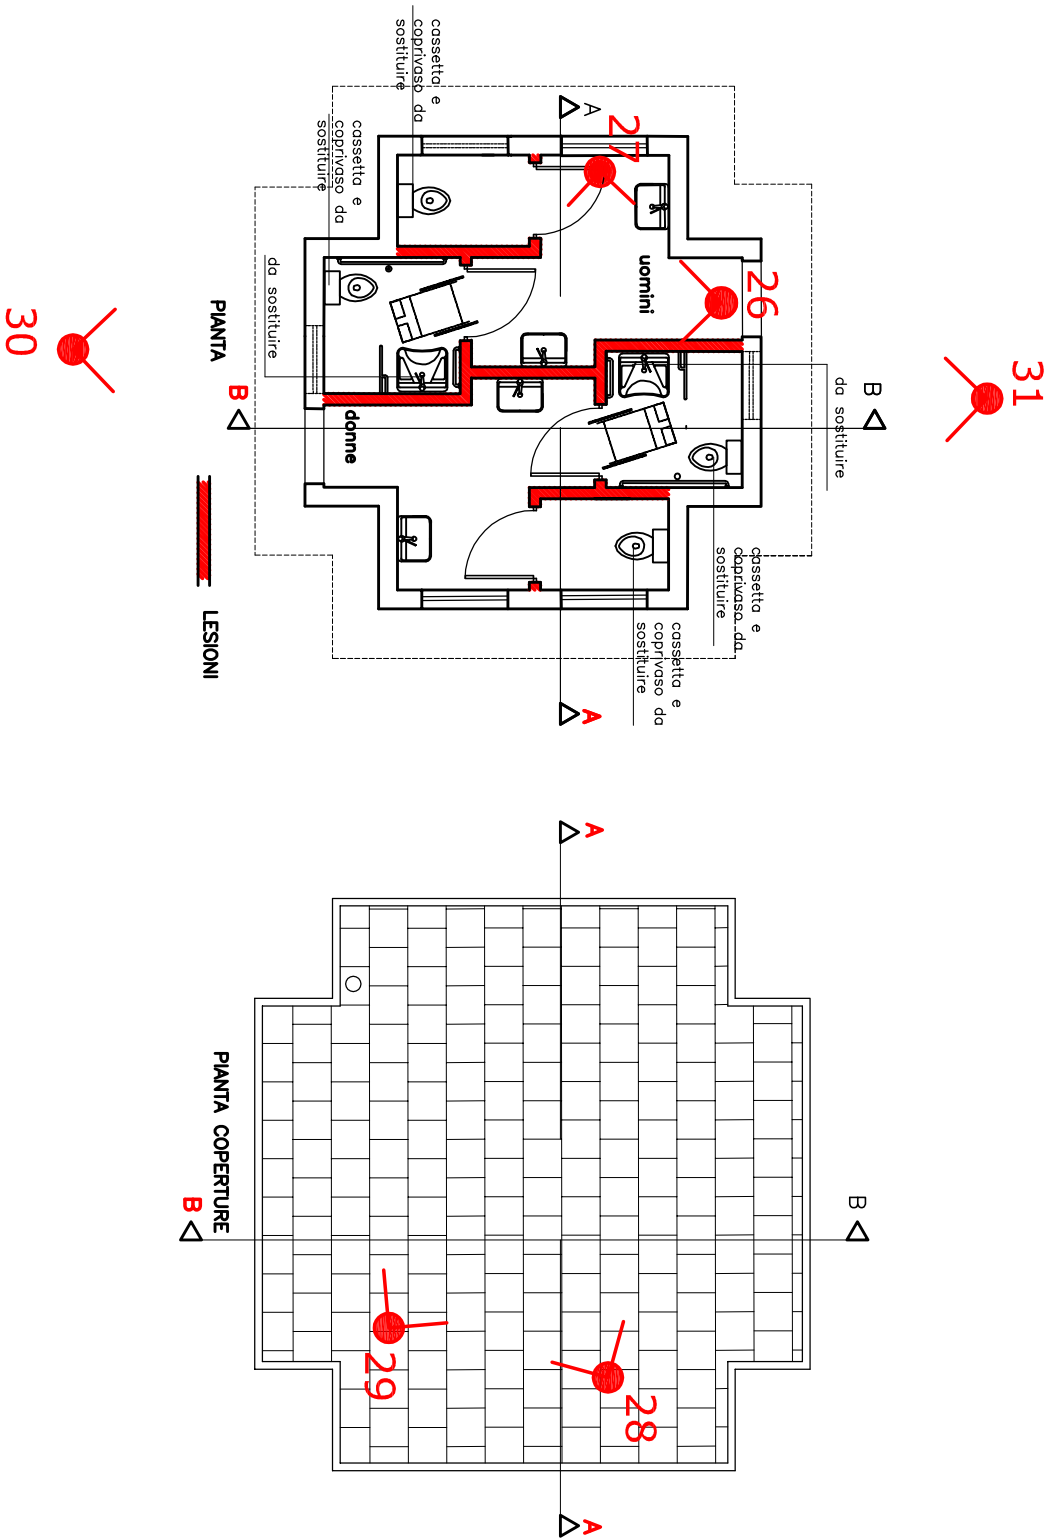 cassetta e
coprivaso da
sostituire
cassetta e
coprivaso da
sostituire
da sostituire
A
27
26
uomini
30
PIANTA
B
donne
31
B
da sostituire
LESIONI
cassetta e
coprivaso da
sostituire
cassetta e
coprivaso da
sostituire
A
A
PIANTA COPERTURE
B
B
29
28
A